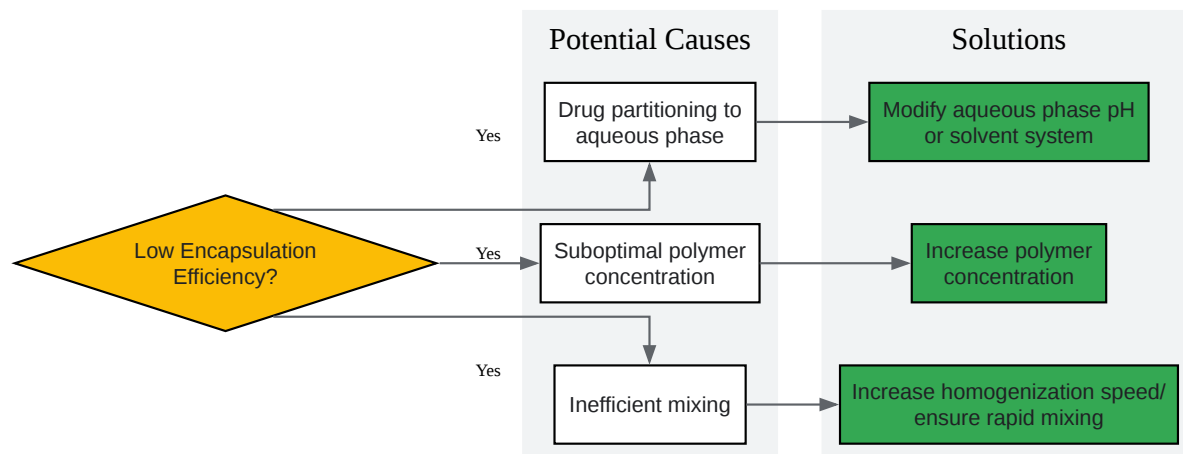 Potential Causes
Solutions
Drug partitioning to
aqueous phase
Modify aqueous phase pH
or solvent system
Yes
Low Encapsulation
Efficiency?
Yes
Suboptimal polymer
concentration
Increase polymer
concentration
Yes
Inefficient mixing
Increase homogenization speed/
ensure rapid mixing